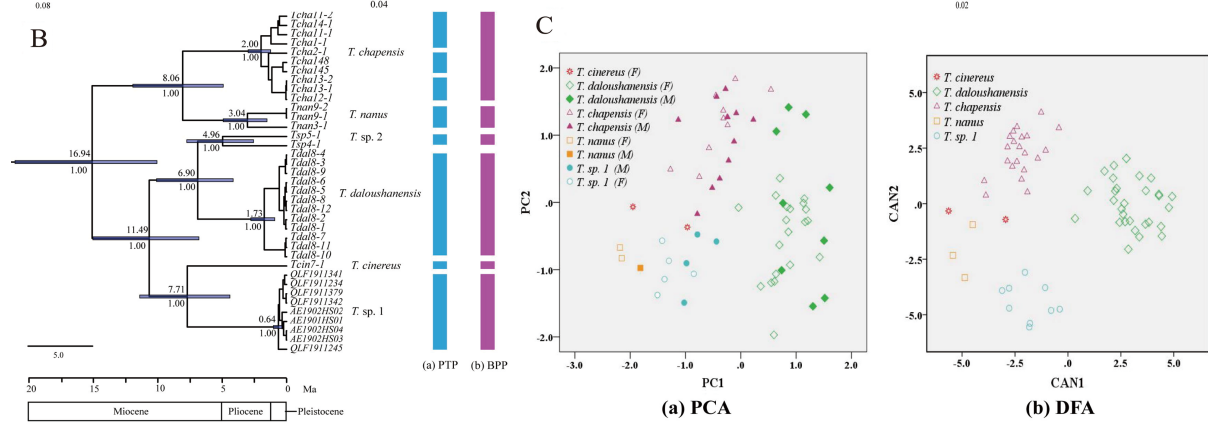 0.08
0.04
0.02
B
Tcha11-2
Tcha14-1
Tcha11-1
Tcha1-1
Tcha2-1
Tcha148
Tcha145
Tcha13-2
Tcha13-1
Tcha12-1
Tnan9-2
Tnan9-1
Tnan3-1
Tsp5-1
Tsp4-1
Tdal8-4
Tdal8-3
Tdal8-9
Tdal8-6
Tdal8-5
Tdal8-8
Tdal8-12
Tdal8-2
Tdal8-1
Tdal8-7
Tdal8-11
Tdal8-10
Tcin7-1
QLF1911341
QLF1911234
QLF1911379
QLF1911342
AE1902HS02
AE1901HS01
AE1902HS04
AE1902HS03
QLF1911245
2.00
1.00
8.06
1.00
3.04
1.00
4.96
1.00
16.94
1.00
6.90
1.00
1.73
1.00
11.49
1.00
7.71
1.00
0.64
1.00
T. chapensis
T. nanus
T. sp. 2
T. daloushanensis
T. cinereus
T. sp. 1
(a) PTP
(b) BPP
5.0
20 15 10 5 0 Ma
Miocene Pliocene Pleistocene
C
T. cinereus (F)
T. daloushanensis (F)
T. daloushanensis (M)
T. chapensis (F)
T. chapensis (M)
T. nanus (F)
T. nanus (M)
T. sp. 1 (M)
T. sp. 1 (F)
PC2
2.0
1.0
.0
-1.0
-2.0
-3.0 -2.0 -1.0 .0 1.0 2.0
PC1
(a) PCA
T. cinereus
T. daloushanensis
T. chapensis
T. nanus
T. sp. 1
CAN2
5.0
2.5
.0
-2.5
-5.0
-5.0 -2.5 .0 2.5 5.0
CAN1
(b) DFA